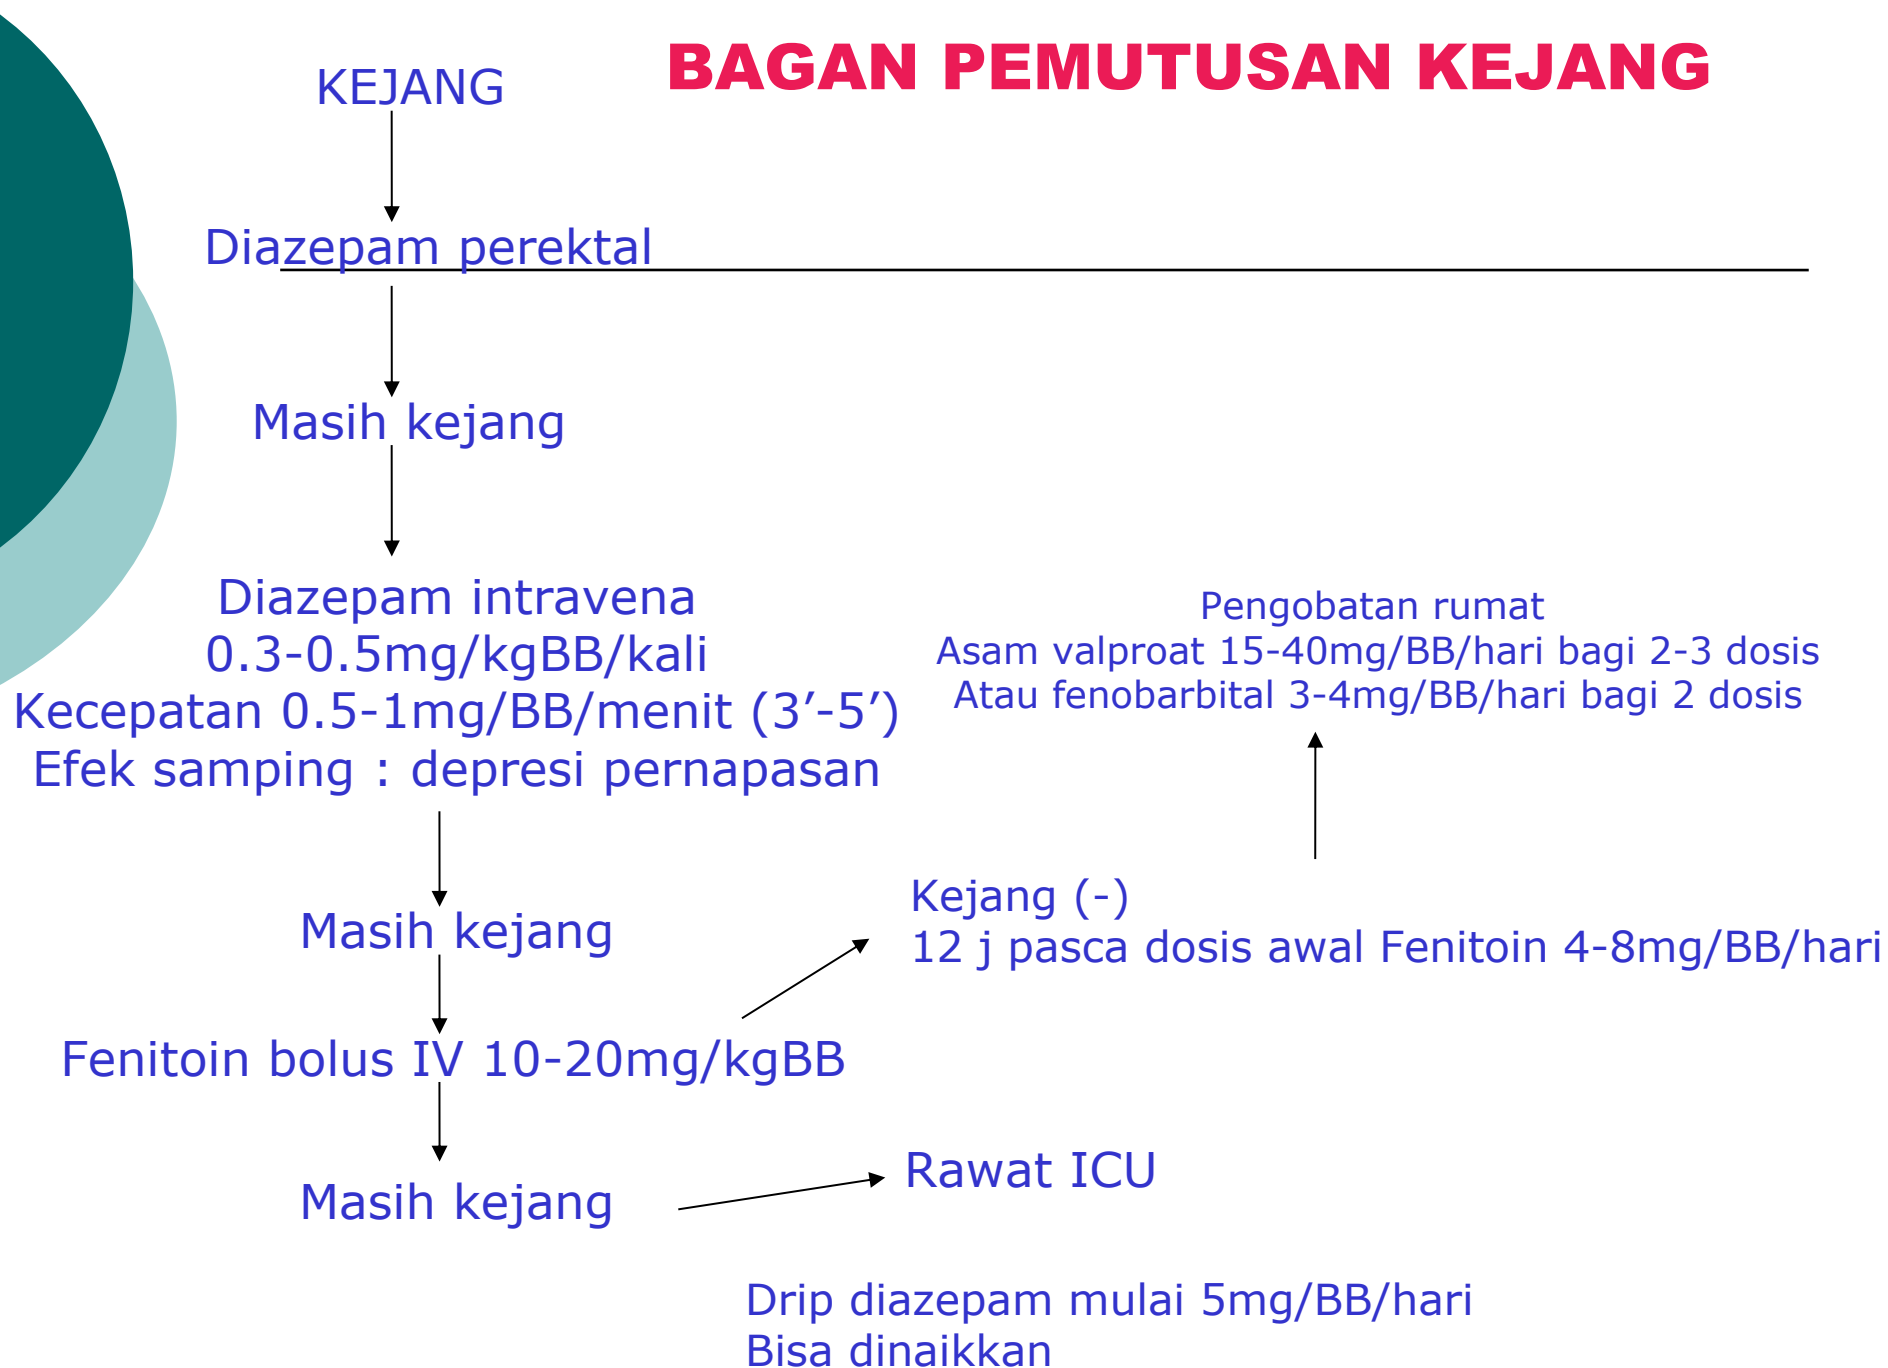 BAGAN PEMUTUSAN KEJANG
KEJANG
Diazepam perektal
Masih kejang
Diazepam intravena
0.3-0.5mg/kgBB/kali
Kecepatan 0.5-1mg/BB/menit (3’-5’)
Efek samping : depresi pernapasan
Masih kejang
Fenitoin bolus IV 10-20mg/kgBB
Masih kejang
Pengobatan rumat
Asam valproat 15-40mg/BB/hari bagi 2-3 dosis
Atau fenobarbital 3-4mg/BB/hari bagi 2 dosis
Kejang (-)
12 j pasca dosis awal Fenitoin 4-8mg/BB/hari
Rawat ICU
Drip diazepam mulai 5mg/BB/hari
Bisa dinaikkan